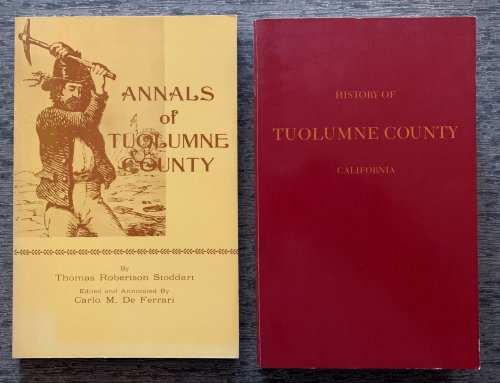 ANNALS
of
TUOLUMNE
COUNTY
By
Thomas Robertson Stoddart
Edited and Annotated By
Carlo M. De Ferrari
HISTORY OF
TUOLUMNE COUNTY
CALIFORNIA